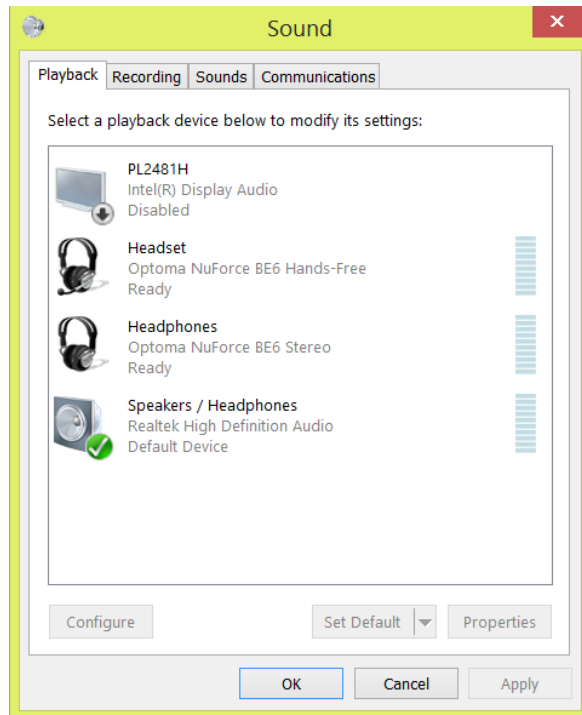 Sound
Playback Recording Sounds Communications
Select a playback device below to modify its settings:
PL2481H
Intel(R) Display Audio
Disabled
Headset
Optoma NuForce BE6 Hands-Free
Ready
Headphones
Optoma NuForce BE6 Stereo
Ready
Speakers / Headphones
Realtek High Definition Audio
Default Device
Configure Set Default Properties
OK Cancel Apply